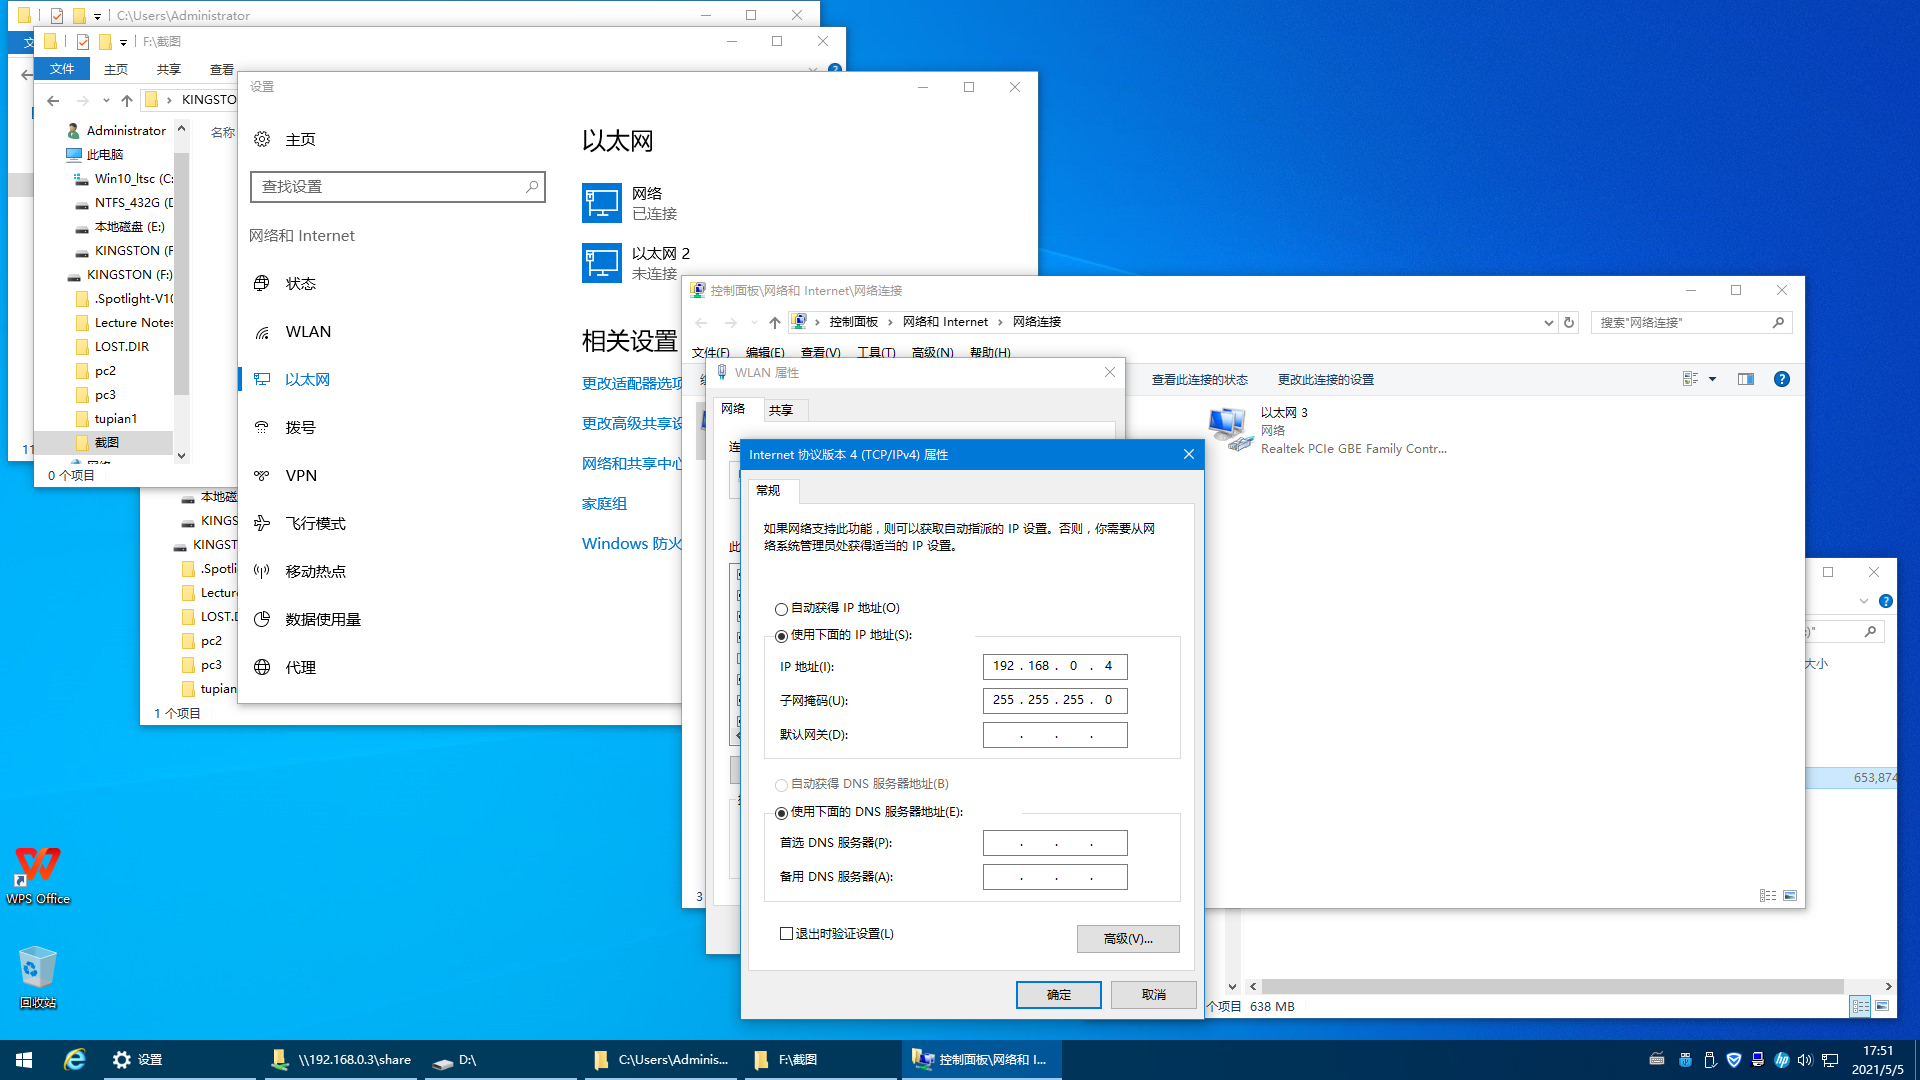 C:\Users\Administrator
F:\截图
文件
主页
共享
查看
KINGSTO
名称
Administrator
此电脑
Win10_ltsc (C:
NTFS_432G (D
本地磁盘 (E:)
KINGSTON (F
KINGSTON (F:)
.Spotlight-V10
Lecture Notes
LOST.DIR
pc2
pc3
tupian1
截图
网络
0 个项目
11
本地磁
KINGS
KINGST
.Spotli
Lecture
LOST.D
pc2
pc3
tupian
1 个项目
设置
主页
查找设置
网络和 Internet
状态
WLAN
以太网
拨号
VPN
飞行模式
移动热点
数据使用量
代理
以太网
网络
已连接
以太网 2
未连接
相关设置
更改适配器选项
更改高级共享设
网络和共享中心
家庭组
Windows 防火
控制面板\网络和 Internet\网络连接
控制面板 › 网络和 Internet › 网络连接
搜索"网络连接"
文件(F) 编辑(E) 查看(V) 工具(T) 高级(N) 帮助(H)
查看此连接的状态
更改此连接的设置
以太网 3
网络
Realtek PCIe GBE Family Contr...
3
WLAN 属性
网络
共享
连
此
Internet 协议版本 4 (TCP/IPv4) 属性
常规
如果网络支持此功能，则可以获取自动指派的 IP 设置。否则，你需要从网
络系统管理员处获得适当的 IP 设置。
自动获得 IP 地址(O)
使用下面的 IP 地址(S):
IP 地址(I): 192 . 168 . 0 . 4
子网掩码(U): 255 . 255 . 255 . 0
默认网关(D): . . .
自动获得 DNS 服务器地址(B)
使用下面的 DNS 服务器地址(E):
首选 DNS 服务器(P): . . .
备用 DNS 服务器(A): . . .
退出时验证设置(L)
高级(V)...
确定
取消
大小
653,874
个项目 638 MB
WPS Office
回收站
设置
\\192.168.0.3\share
D:\
C:\Users\Adminis...
F:\截图
控制面板\网络和 I...
17:51
2021/5/5